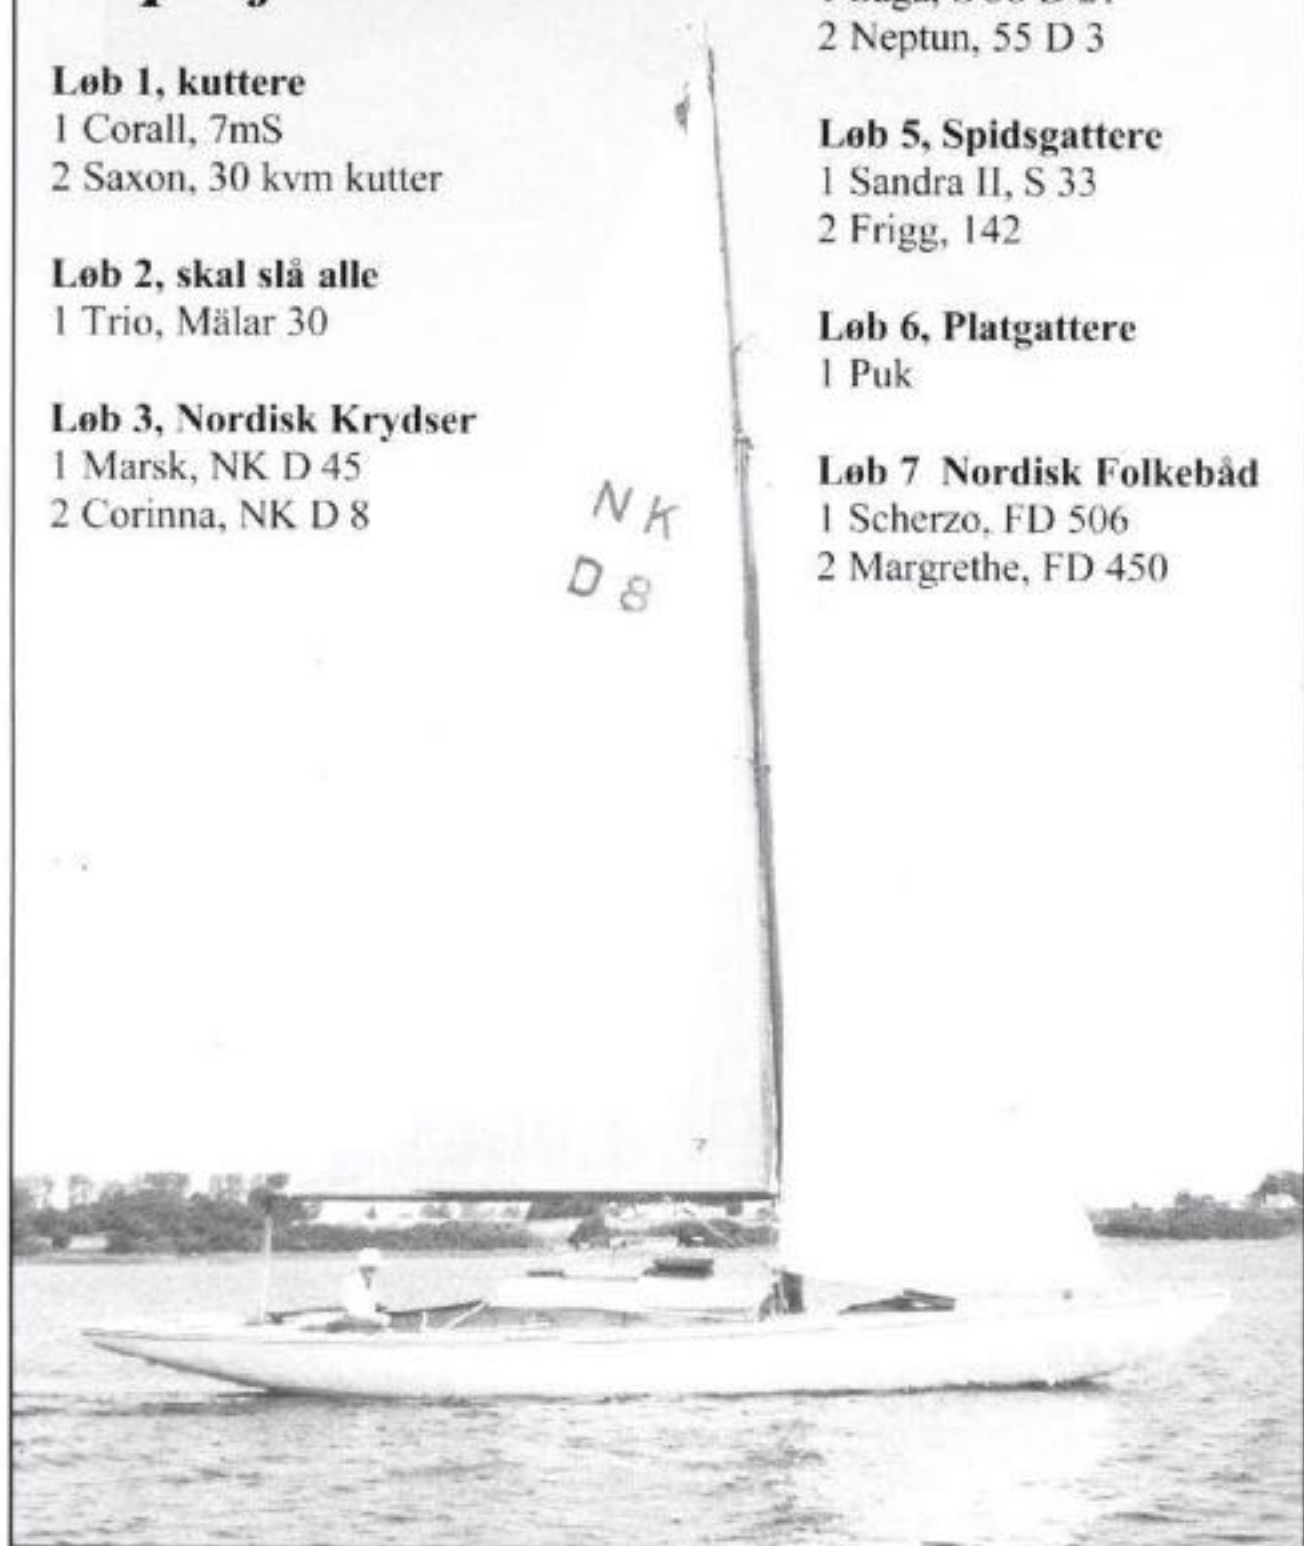 Løb 1, kuttere
1 Corall, 7mS
2 Saxon, 30 kvm kutter
Løb 2, skal slå alle
1 Trio, Mälar 30
Løb 3, Nordisk Krydser
1 Marsk, NK D 45
2 Corinna, NK D 8
2 Neptun, 55 D 3
Løb 5, Spidsgattere
1 Sandra II, S 33
2 Frigg, 142
Løb 6, Platgattere
1 Puk
Løb 7 Nordisk Folkebåd
1 Scherzo, FD 506
2 Margrethe, FD 450
NK
D 8